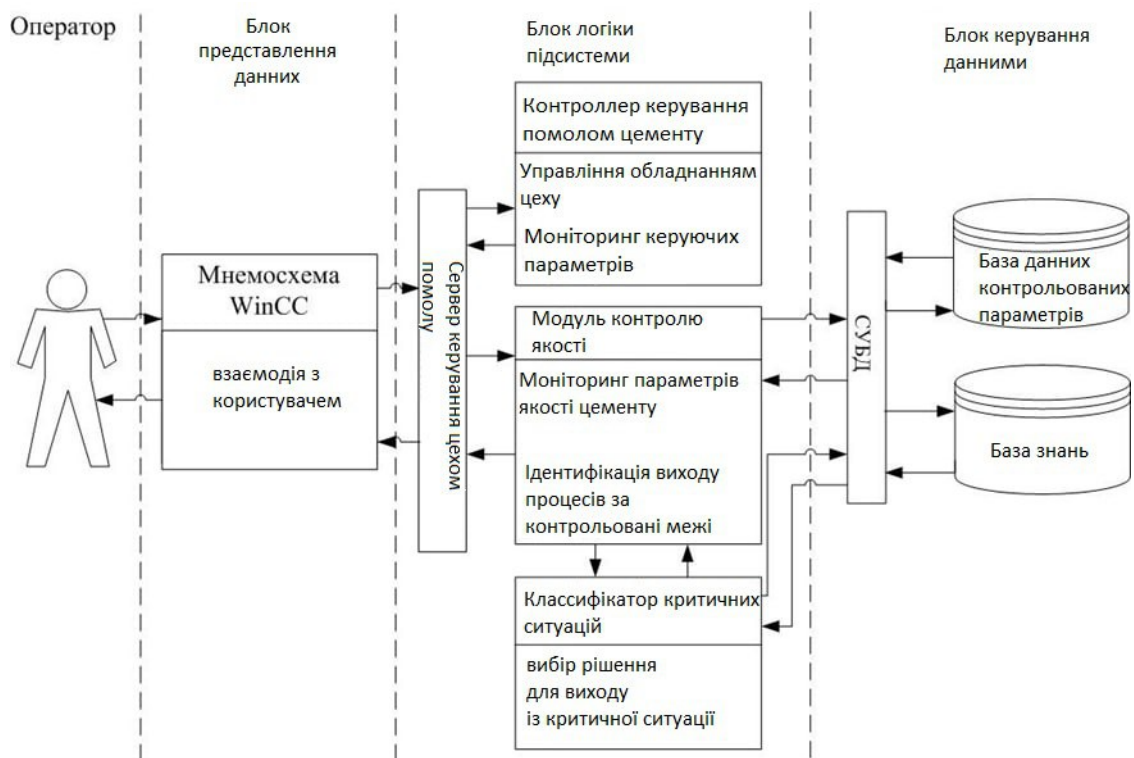 Оператор
Блок
представлення
данних
Блок логіки
підсистеми
Блок керування
данними
Контроллер керування
помолом цементу
Управління обладнанням
цеху
Моніторинг керуючих
параметрів
Мнемосхема
WinCC
взаємодія з
користувачем
Сервер керування цехом
помолу
Модуль контролю
якості
Моніторинг параметрів
якості цементу
Ідентифікація виходу
процесів за
контрольовані межі
Классифікатор критичних
ситуацій
вибір рішення
для виходу
із критичної ситуації
СУБД
База данних
контрольованих
параметрів
База знань